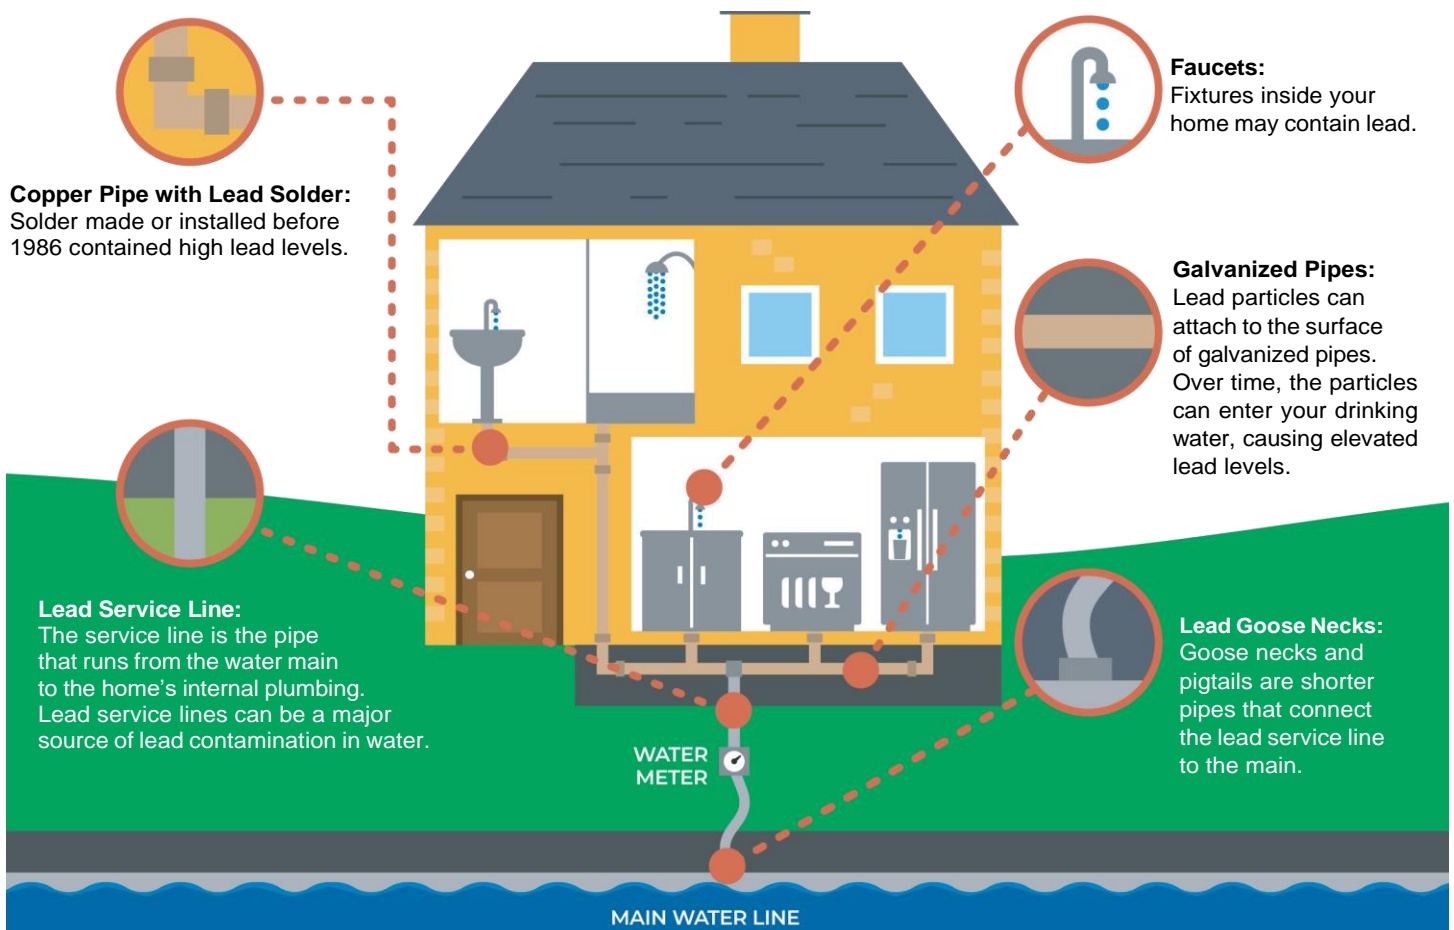 Copper Pipe with Lead Solder:
Solder made or installed before
1986 contained high lead levels.
Faucets:
Fixtures inside your
home may contain lead.
Galvanized Pipes:
Lead particles can
attach to the surface
of galvanized pipes.
Over time, the particles
can enter your drinking
water, causing elevated
lead levels.
Lead Service Line:
The service line is the pipe
that runs from the water main
to the home’s internal plumbing.
Lead service lines can be a major
source of lead contamination in water.
Lead Goose Necks:
Goose necks and
pigtails are shorter
pipes that connect
the lead service line
to the main.
WATER
METER
MAIN WATER LINE